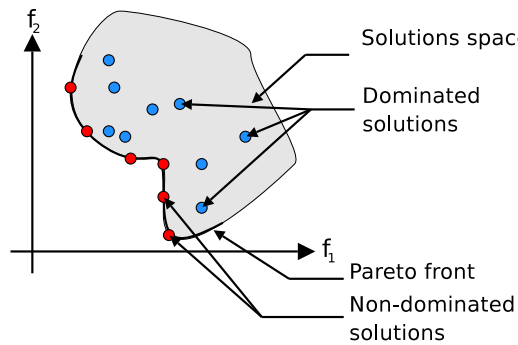 f2
Solutions spac
Dominated
solutions
f1
Pareto front
Non-dominated
solutions